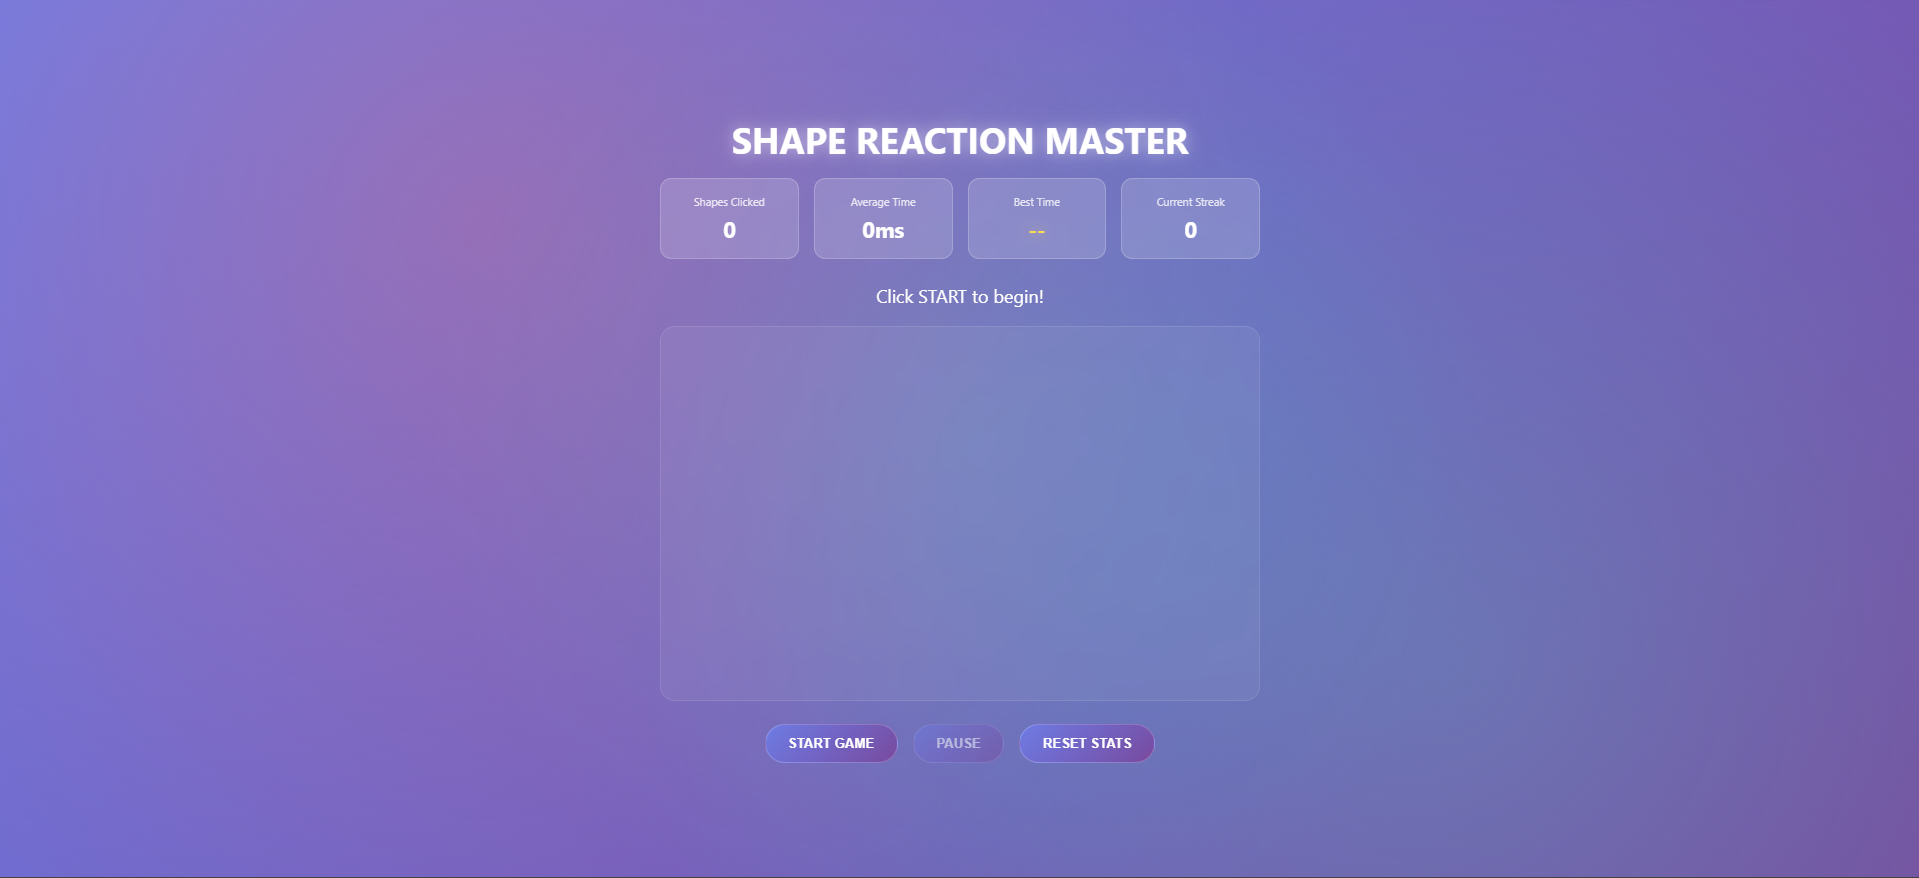 SHAPE REACTION MASTER
Shapes Clicked
0
Average Time
0ms
Best Time
--
Current Streak
0
Click START to begin!
START GAME
PAUSE
RESET STATS